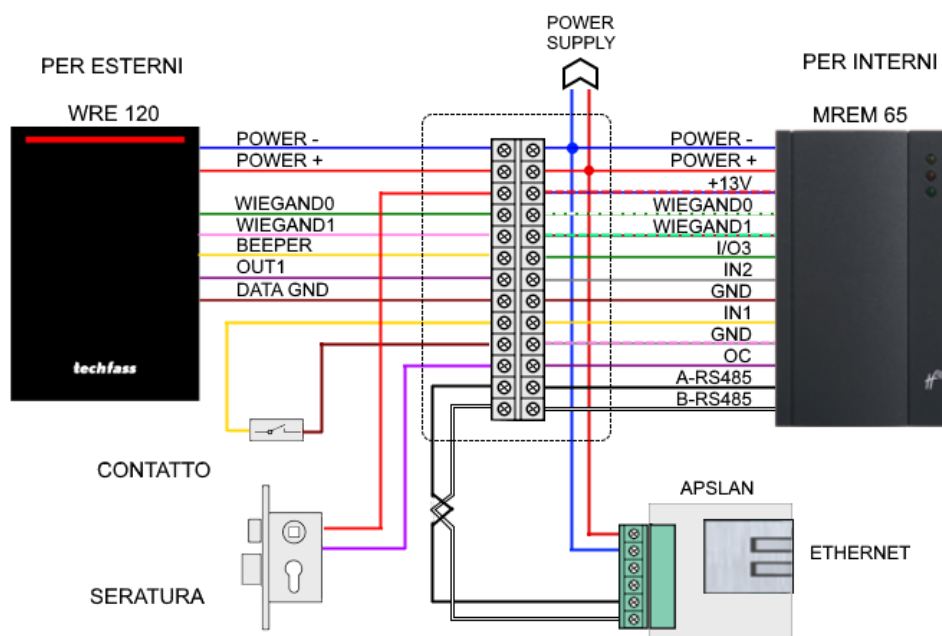 POWER
SUPPLY
PER ESTERNI
PER INTERNI
WRE 120
MREM 65
POWER -
POWER +
WIEGAND0
WIEGAND1
BEEPER
OUT1
DATA GND
POWER -
POWER +
+13V
WIEGAND0
WIEGAND1
I/O3
IN2
GND
IN1
GND
OC
A-RS485
B-RS485
techfass
CONTATTO
SERATURA
APSLAN
ETHERNET